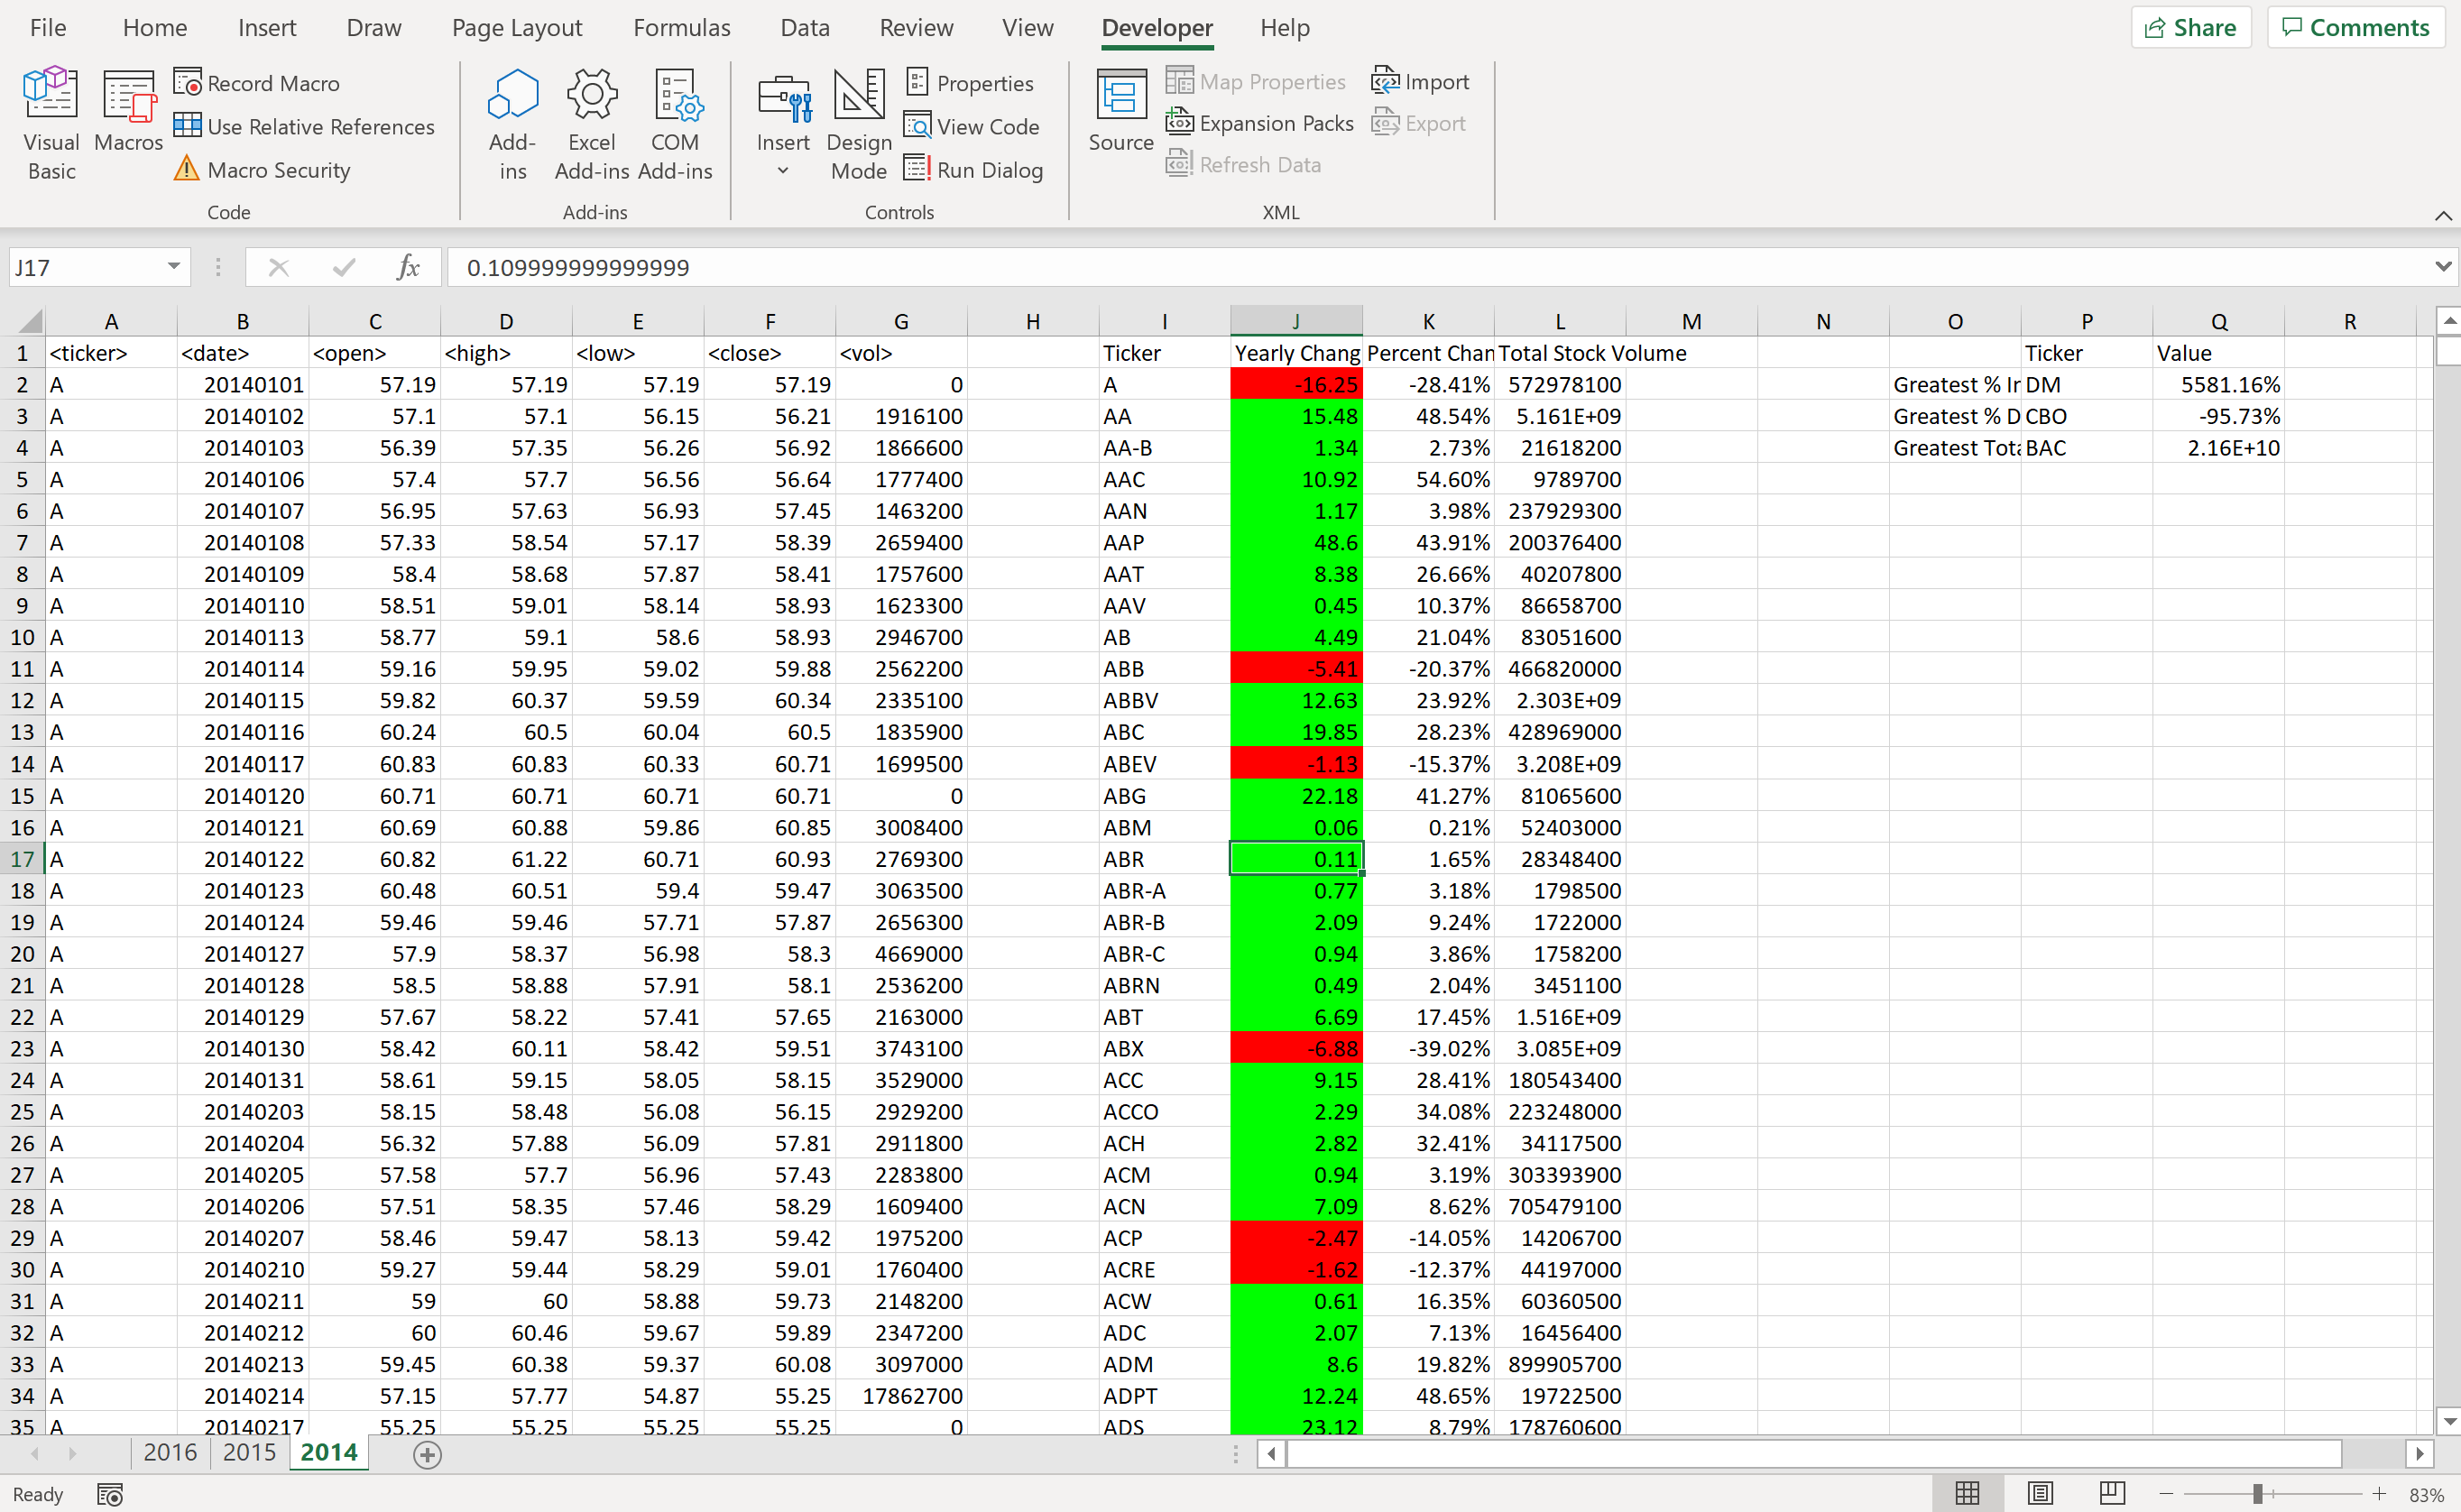 File Home Insert Draw Page Layout Formulas Data Review View Developer Help Share Comments
Visual Basic Macros Record Macro Use Relative References Macro Security Add-ins Excel Add-ins COM Add-ins Insert Design Mode Properties View Code Run Dialog Source Map Properties Expansion Packs Refresh Data Import Export
Code Add-ins Controls XML
J17 fx 0.109999999999999
A B C D E F G H I J K L M N O P Q R
1 <ticker> <date> <open> <high> <low> <close> <vol> Ticker Yearly Chang Percent Chan Total Stock Volume Ticker Value
2 A 20140101 57.19 57.19 57.19 57.19 0 A -16.25 -28.41% 572978100 Greatest % Ir DM 5581.16%
3 A 20140102 57.1 57.1 56.15 56.21 1916100 AA 15.48 48.54% 5.161E+09 Greatest % D CBO -95.73%
4 A 20140103 56.39 57.35 56.26 56.92 1866600 AA-B 1.34 2.73% 21618200 Greatest Tota BAC 2.16E+10
5 A 20140106 57.4 57.7 56.56 56.64 1777400 AAC 10.92 54.60% 9789700
6 A 20140107 56.95 57.63 56.93 57.45 1463200 AAN 1.17 3.98% 237929300
7 A 20140108 57.33 58.54 57.17 58.39 2659400 AAP 48.6 43.91% 200376400
8 A 20140109 58.4 58.68 57.87 58.41 1757600 AAT 8.38 26.66% 40207800
9 A 20140110 58.51 59.01 58.14 58.93 1623300 AAV 0.45 10.37% 86658700
10 A 20140113 58.77 59.1 58.6 58.93 2946700 AB 4.49 21.04% 83051600
11 A 20140114 59.16 59.95 59.02 59.88 2562200 ABB -5.41 -20.37% 466820000
12 A 20140115 59.82 60.37 59.59 60.34 2335100 ABBV 12.63 23.92% 2.303E+09
13 A 20140116 60.24 60.5 60.04 60.5 1835900 ABC 19.85 28.23% 428969000
14 A 20140117 60.83 60.83 60.33 60.71 1699500 ABEV -1.13 -15.37% 3.208E+09
15 A 20140120 60.71 60.71 60.71 60.71 0 ABG 22.18 41.27% 81065600
16 A 20140121 60.69 60.88 59.86 60.85 3008400 ABM 0.06 0.21% 52403000
17 A 20140122 60.82 61.22 60.71 60.93 2769300 ABR 0.11 1.65% 28348400
18 A 20140123 60.48 60.51 59.4 59.47 3063500 ABR-A 0.77 3.18% 1798500
19 A 20140124 59.46 59.46 57.71 57.87 2656300 ABR-B 2.09 9.24% 1722000
20 A 20140127 57.9 58.37 56.98 58.3 4669000 ABR-C 0.94 3.86% 1758200
21 A 20140128 58.5 58.88 57.91 58.1 2536200 ABRN 0.49 2.04% 3451100
22 A 20140129 57.67 58.22 57.41 57.65 2163000 ABT 6.69 17.45% 1.516E+09
23 A 20140130 58.42 60.11 58.42 59.51 3743100 ABX -6.88 -39.02% 3.085E+09
24 A 20140131 58.61 59.15 58.05 58.15 3529000 ACC 9.15 28.41% 180543400
25 A 20140203 58.15 58.48 56.08 56.15 2929200 ACCO 2.29 34.08% 223248000
26 A 20140204 56.32 57.88 56.09 57.81 2911800 ACH 2.82 32.41% 34117500
27 A 20140205 57.58 57.7 56.96 57.43 2283800 ACM 0.94 3.19% 303393900
28 A 20140206 57.51 58.35 57.46 58.29 1609400 ACN 7.09 8.62% 705479100
29 A 20140207 58.46 59.47 58.13 59.42 1975200 ACP -2.47 -14.05% 14206700
30 A 20140210 59.27 59.44 58.29 59.01 1760400 ACRE -1.62 -12.37% 44197000
31 A 20140211 59 60 58.88 59.73 2148200 ACW 0.61 16.35% 60360500
32 A 20140212 60 60.46 59.67 59.89 2347200 ADC 2.07 7.13% 16456400
33 A 20140213 59.45 60.38 59.37 60.08 3097000 ADM 8.6 19.82% 899905700
34 A 20140214 57.15 57.77 54.87 55.25 17862700 ADPT 12.24 48.65% 19722500
35 A 20140217 55.25 55.25 55.25 55.25 0 ADS 23.12 8.79% 178760600
2016 2015 2014
Ready 83%